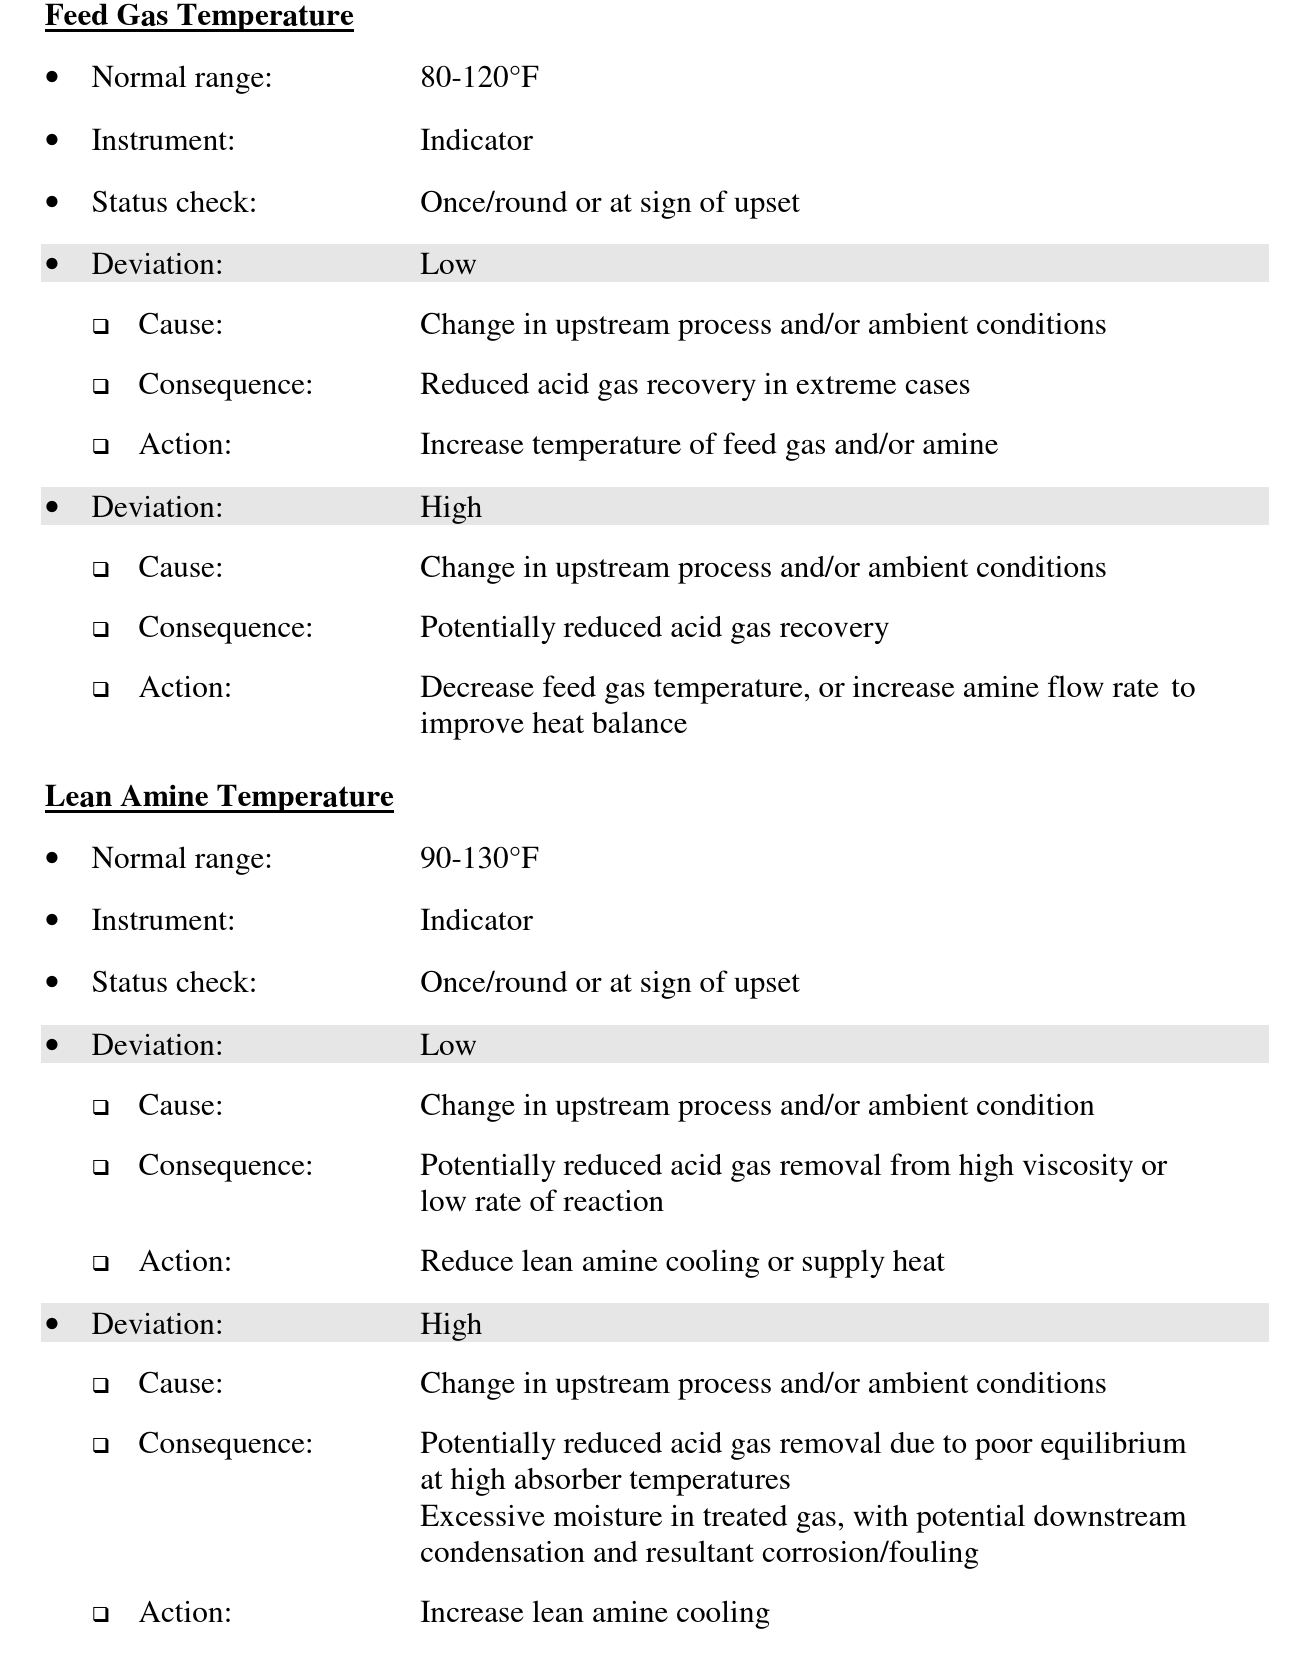 Feed Gas Temperature
• Normal range: 80-120°F
• Instrument: Indicator
• Status check: Once/round or at sign of upset
• Deviation: Low
❑ Cause: Change in upstream process and/or ambient conditions
❑ Consequence: Reduced acid gas recovery in extreme cases
❑ Action: Increase temperature of feed gas and/or amine
• Deviation: High
❑ Cause: Change in upstream process and/or ambient conditions
❑ Consequence: Potentially reduced acid gas recovery
❑ Action: Decrease feed gas temperature, or increase amine flow rate to
improve heat balance
Lean Amine Temperature
• Normal range: 90-130°F
• Instrument: Indicator
• Status check: Once/round or at sign of upset
• Deviation: Low
❑ Cause: Change in upstream process and/or ambient condition
❑ Consequence: Potentially reduced acid gas removal from high viscosity or
low rate of reaction
❑ Action: Reduce lean amine cooling or supply heat
• Deviation: High
❑ Cause: Change in upstream process and/or ambient conditions
❑ Consequence: Potentially reduced acid gas removal due to poor equilibrium
at high absorber temperatures
Excessive moisture in treated gas, with potential downstream
condensation and resultant corrosion/fouling
❑ Action: Increase lean amine cooling